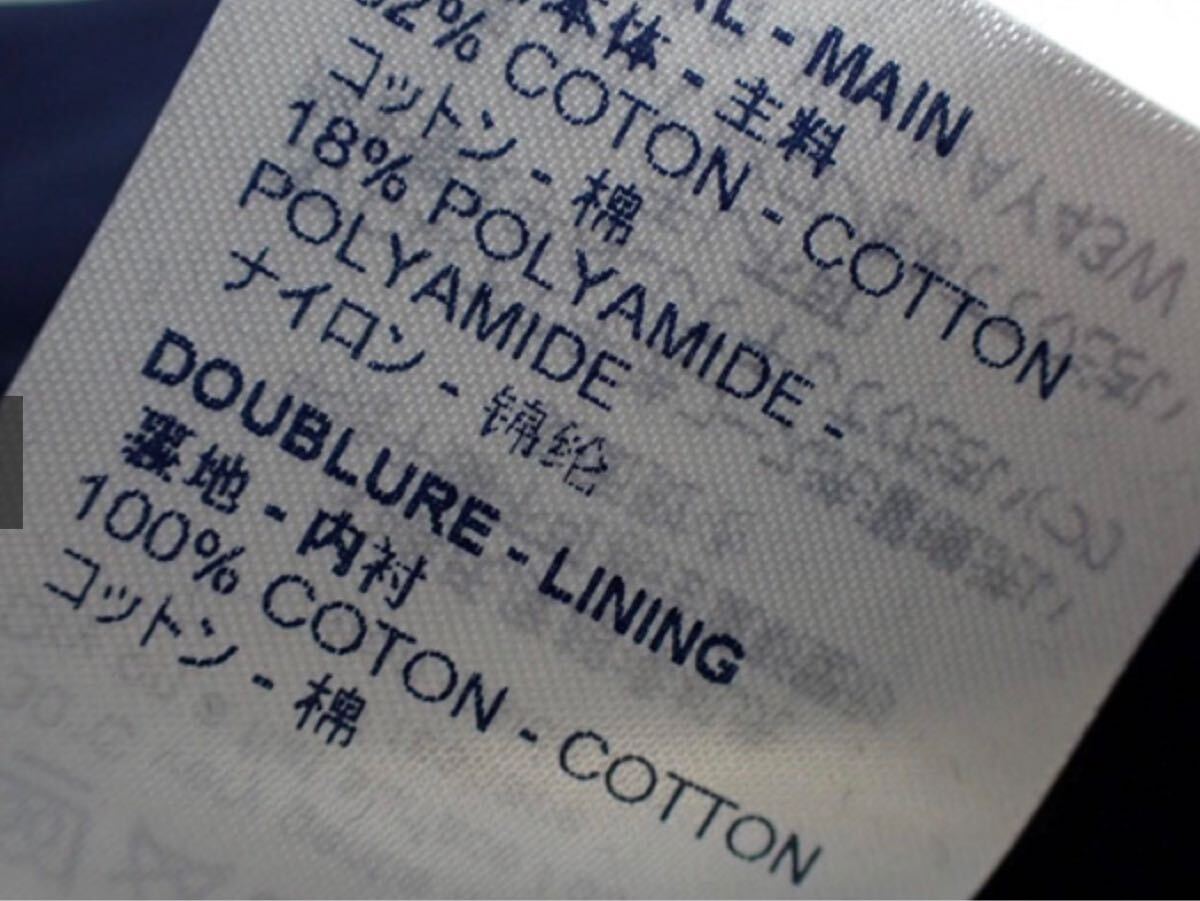 - MAIN
本体 - 主料
82% COTON - COTTON
コットン - 棉
18% POLYAMIDE -
POLYAMIDE
ナイロン - 锦纶
DOUBLURE - LINING
裏地 - 内衬
100% COTON - COTTON
コットン - 棉